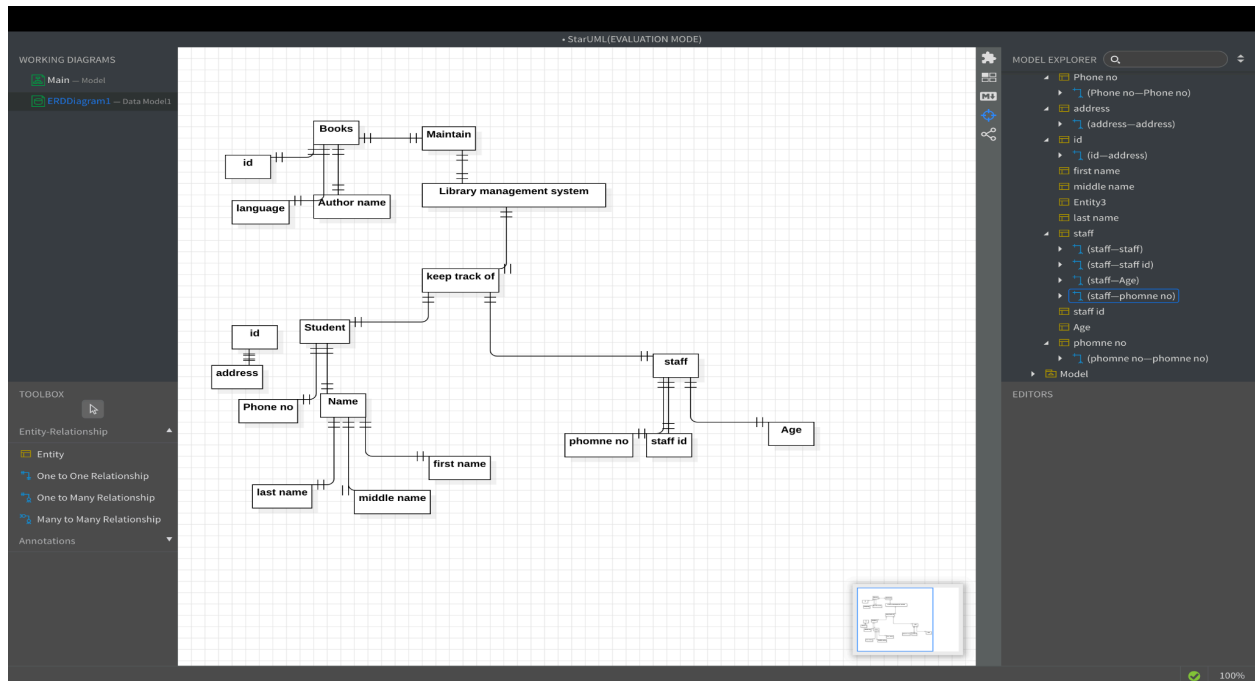 • StarUML(EVALUATION MODE)
WORKING DIAGRAMS
Main — Model
ERDDiagram1 — Data Model1
TOOLBOX
Entity-Relationship
Entity
One to One Relationship
One to Many Relationship
Many to Many Relationship
Annotations
Books
Maintain
id
Library management system
language
Author name
keep track of
Student
id
address
staff
Phone no
Name
Age
phomne no
staff id
first name
last name
middle name
M↓
MODEL EXPLORER
Phone no
(Phone no—Phone no)
address
(address—address)
id
(id—address)
first name
middle name
Entity3
last name
staff
(staff—staff)
(staff—staff id)
(staff—Age)
(staff—phomne no)
staff id
Age
phomne no
(phomne no—phomne no)
Model
EDITORS
100%